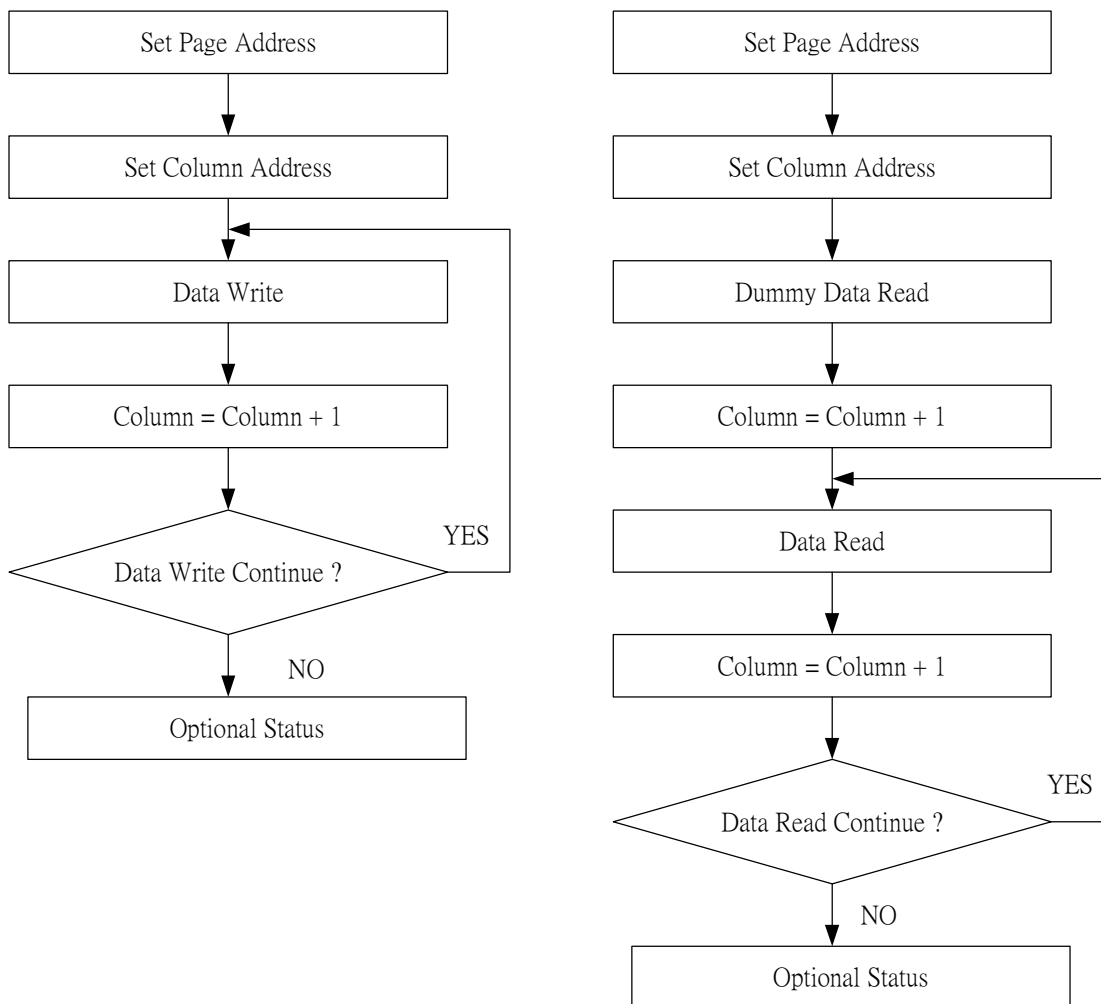 Set Page Address
Set Column Address
Data Write
Column = Column + 1
Data Write Continue ?
YES
NO
Optional Status
Set Page Address
Set Column Address
Dummy Data Read
Column = Column + 1
Data Read
Column = Column + 1
Data Read Continue ?
YES
NO
Optional Status